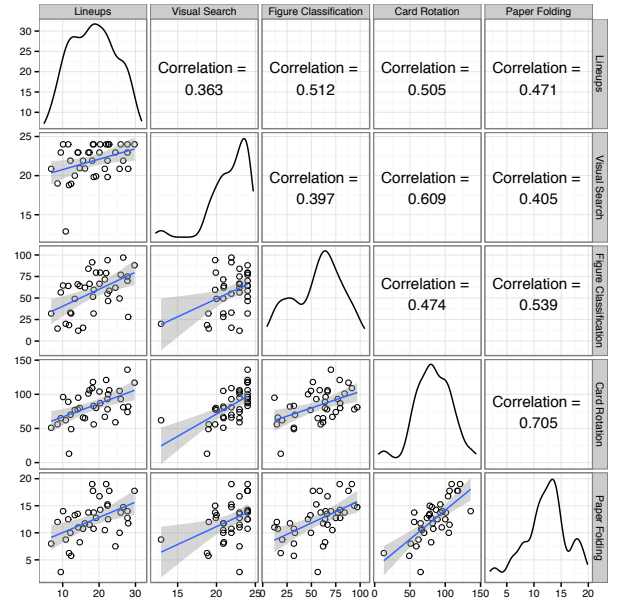 Lineups Visual Search Figure Classification Card Rotation Paper Folding
30
25
20
15
10
Correlation =
0.363
Correlation =
0.512
Correlation =
0.505
Correlation =
0.471
Lineups
25
20
15
Correlation =
0.397
Correlation =
0.609
Correlation =
0.405
Visual Search
100
75
50
25
0
Correlation =
0.474
Correlation =
0.539
Figure Classification
150
100
50
0
Correlation =
0.705
Card Rotation
20
15
10
5
Paper Folding
10 15 20 25 30 15 20 25 0 25 50 75 100 0 50 100 150 5 10 15 20